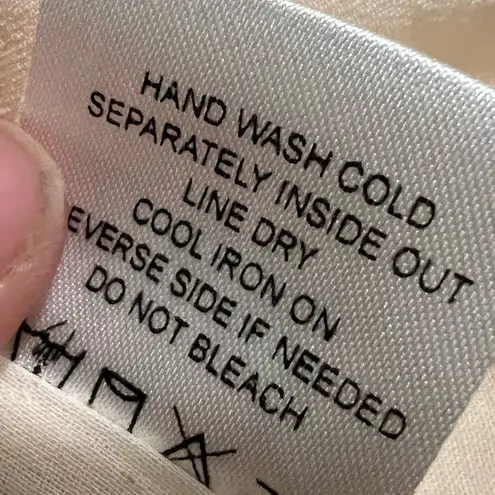 HAND WASH COLD
SEPARATELY INSIDE OUT
LINE DRY
COOL IRON ON
EVERSE SIDE IF NEEDED
DO NOT BLEACH